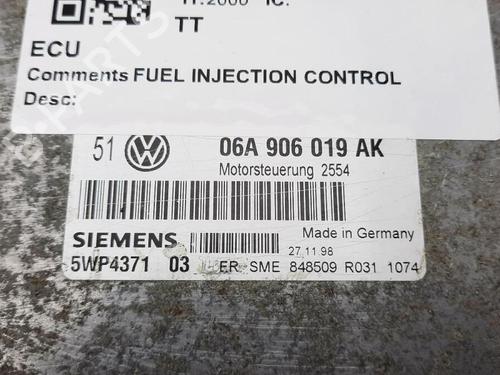 TT
ECU
Comments FUEL INJECTION CONTROL
Desc:
51 06A 906 019 AK
Motorsteuerung 2554
SIEMENS
Made in Germany
27.11.98
5WP4371 03 ER SME 848509 R031 1074